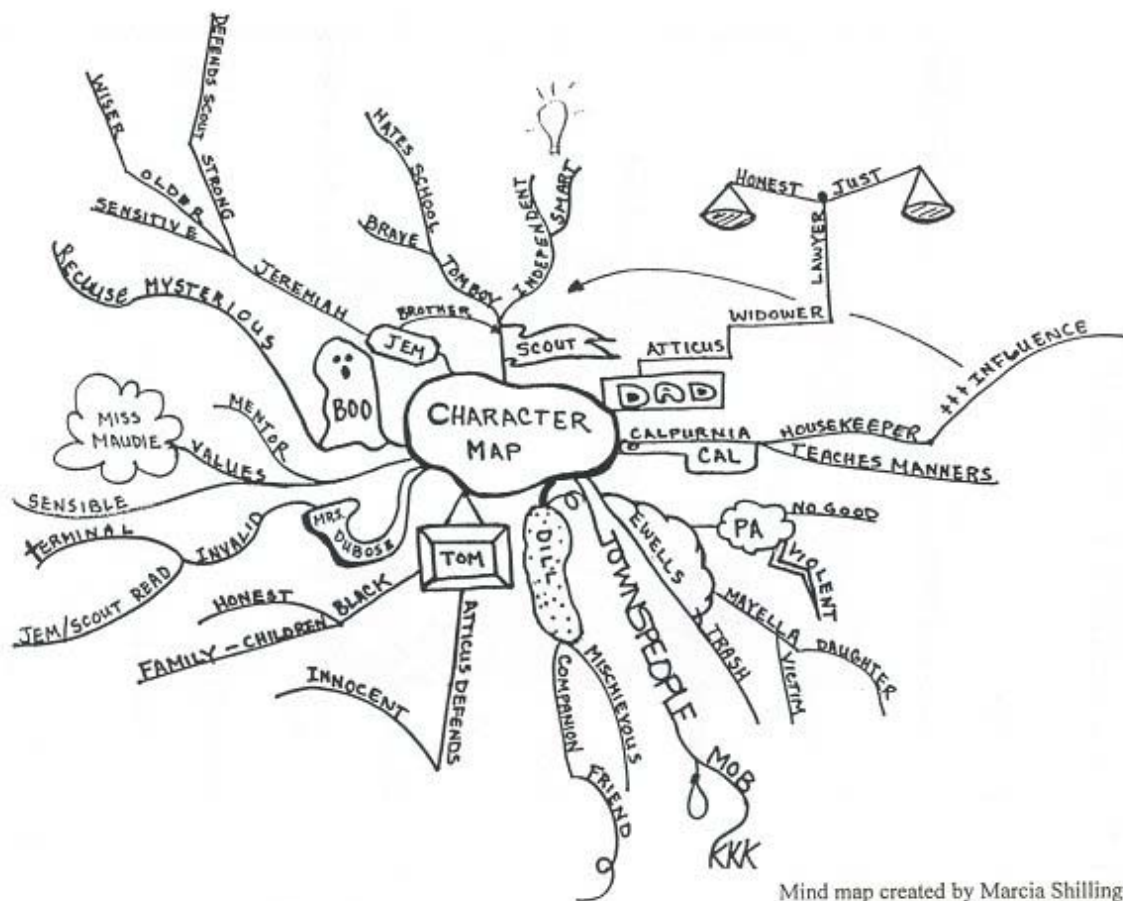 CHARACTER
MAP
JEM
JEREMIAH
SENSITIVE
OLDER
WISER
STRONG
DEFENDS SCOUT
BROTHER
SCOUT
TOMBOY
BRAVE
HATES SCHOOL
INDEPENDENT
SMART
DAD
ATTICUS
WIDOWER
LAWYER
HONEST
JUST
CALPURNIA
CAL
HOUSEKEEPER
+++ INFLUENCE
TEACHES MANNERS
EWELLS
PA
NO GOOD
VIOLENT
MAYELLA
DAUGHTER
VICTIM
TRASH
TOWNSPEOPLE
MOB
KKK
DILL
MISCHIEVOUS
COMPANION
FRIEND
TOM
ATTICUS DEFENDS
INNOCENT
BLACK
HONEST
FAMILY - CHILDREN
MRS.
DUBOSE
INVALID
TERMINAL
JEM/SCOUT READ
MISS
MAUDIE
VALUES
MENTOR
SENSIBLE
BOO
MYSTERIOUS
RECLUSE
Mind map created by Marcia Shilling